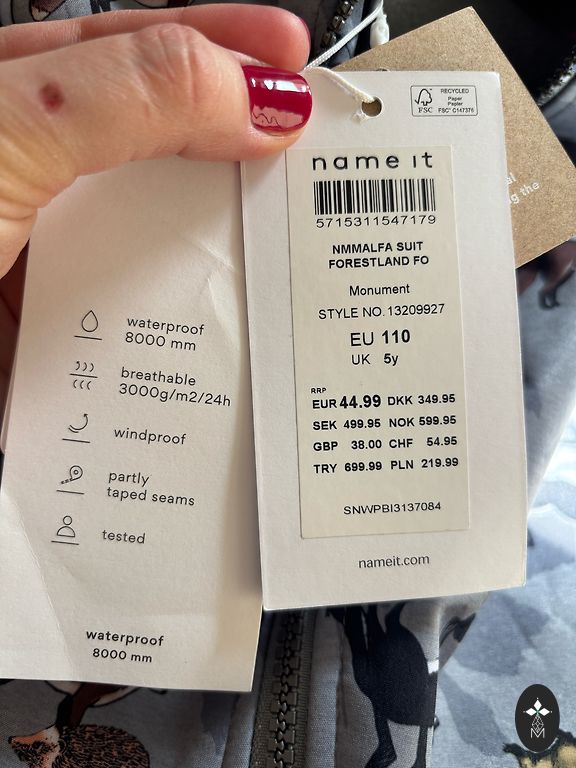 RECYCLED
Paper
Papier
FSC
FSC® C147376
name it
5715311547179
NMMALFA SUIT
FORESTLAND FO
Monument
STYLE NO. 13209927
EU 110
UK 5y
RRP
EUR 44.99 DKK 349.95
SEK 499.95 NOK 599.95
GBP 38.00 CHF 54.95
TRY 699.99 PLN 219.99
SNWPBI3137084
nameit.com
waterproof
8000 mm
breathable
3000g/m2/24h
windproof
partly
taped seams
tested
waterproof
8000 mm
the